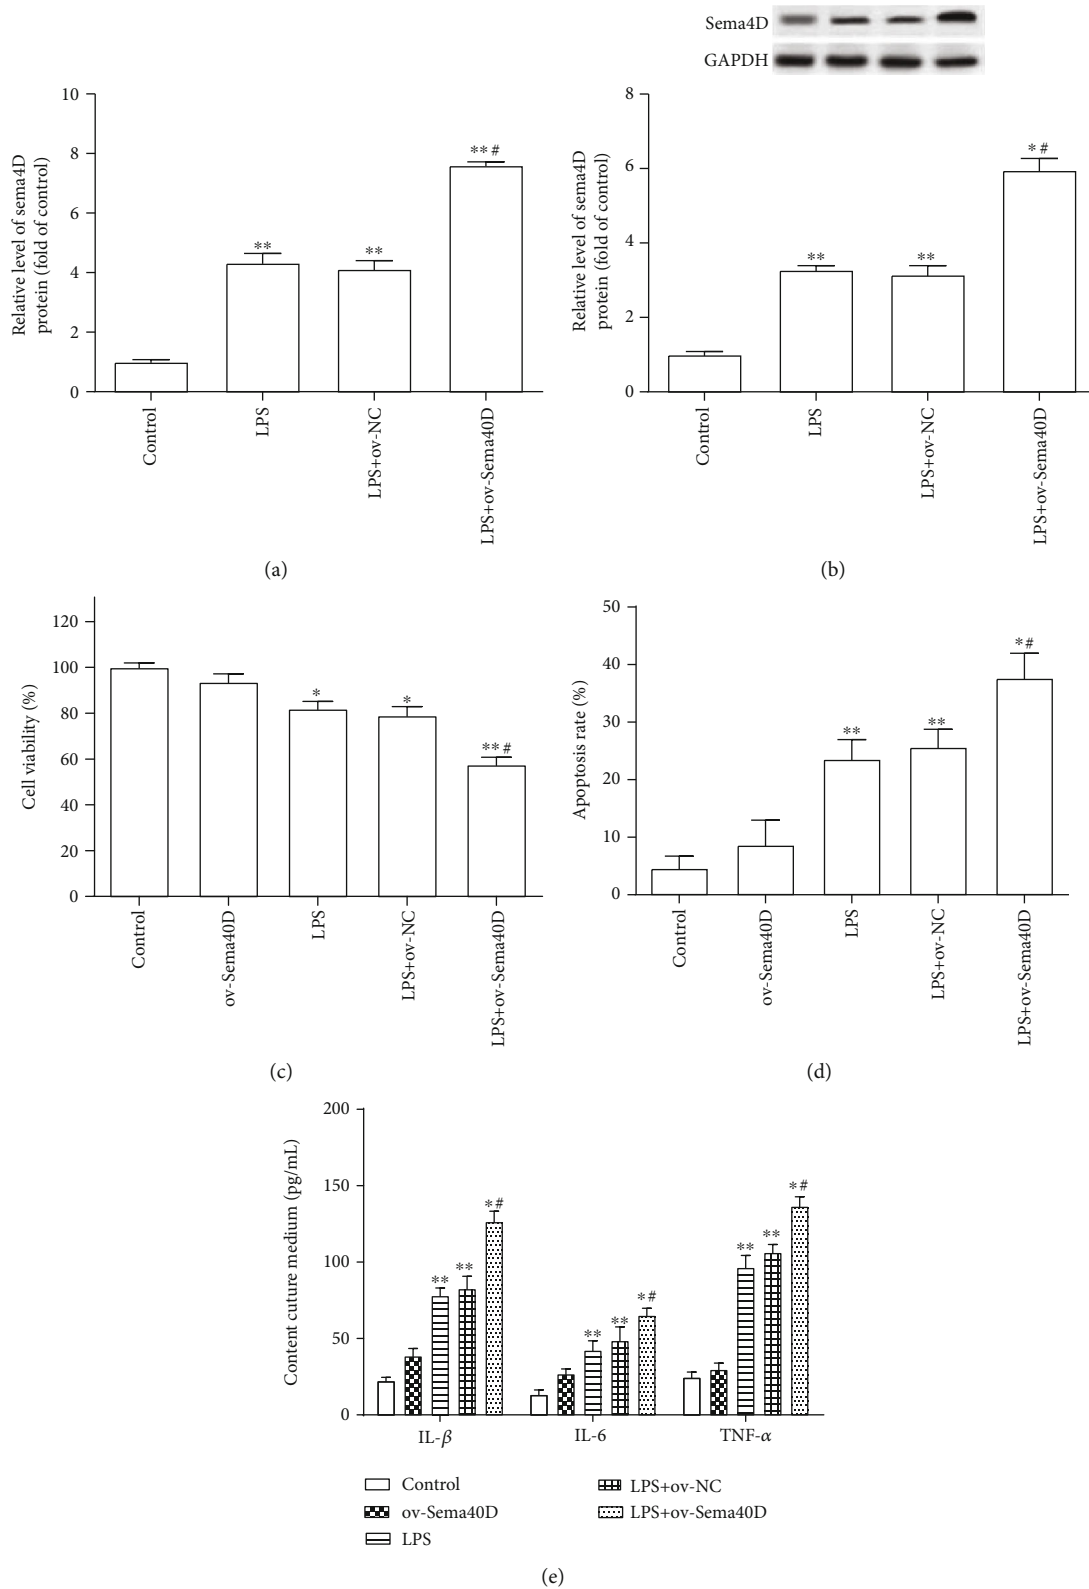 Sema4D
GAPDH
Relative level of sema4D
protein (fold of control)
10
8
6
4
2
0
**
**
** #
Control
LPS
LPS+ov-NC
LPS+ov-Sema40D
(a)
Relative level of sema4D
protein (fold of control)
8
6
4
2
0
**
**
* #
Control
LPS
LPS+ov-NC
LPS+ov-Sema40D
(b)
Cell viability (%)
120
100
80
60
40
20
0
*
*
** #
Control
ov-Sema40D
LPS
LPS+ov-NC
LPS+ov-Sema40D
(c)
Apoptosis rate (%)
50
40
30
20
10
0
**
**
*#
Control
ov-Sema40D
LPS
LPS+ov-NC
LPS+ov-Sema40D
(d)
Content cuture medium (pg/mL)
200
150
100
50
0
**
**
*#
**
**
*#
**
**
*#
IL-β
IL-6
TNF-α
Control
ov-Sema40D
LPS
LPS+ov-NC
LPS+ov-Sema40D
(e)